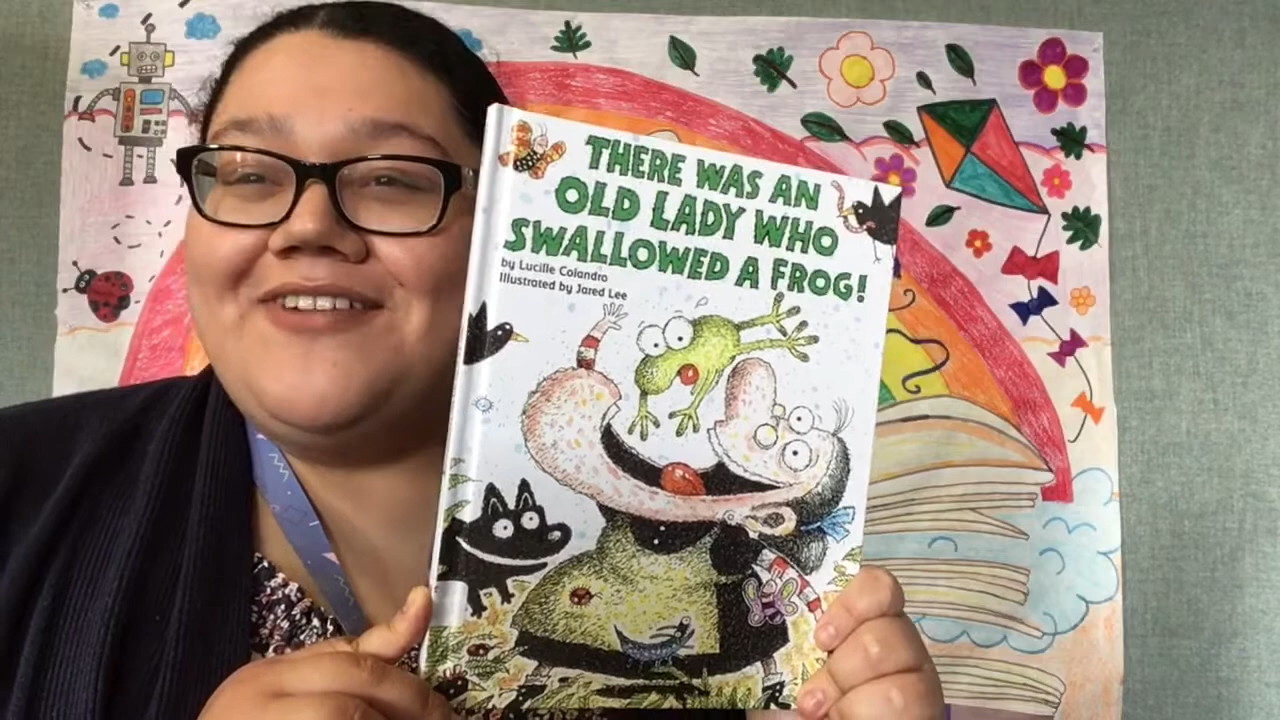 THERE WAS AN
OLD LADY WHO
SWALLOWED A FROG!
by Lucille Colandro
Illustrated by Jared Lee